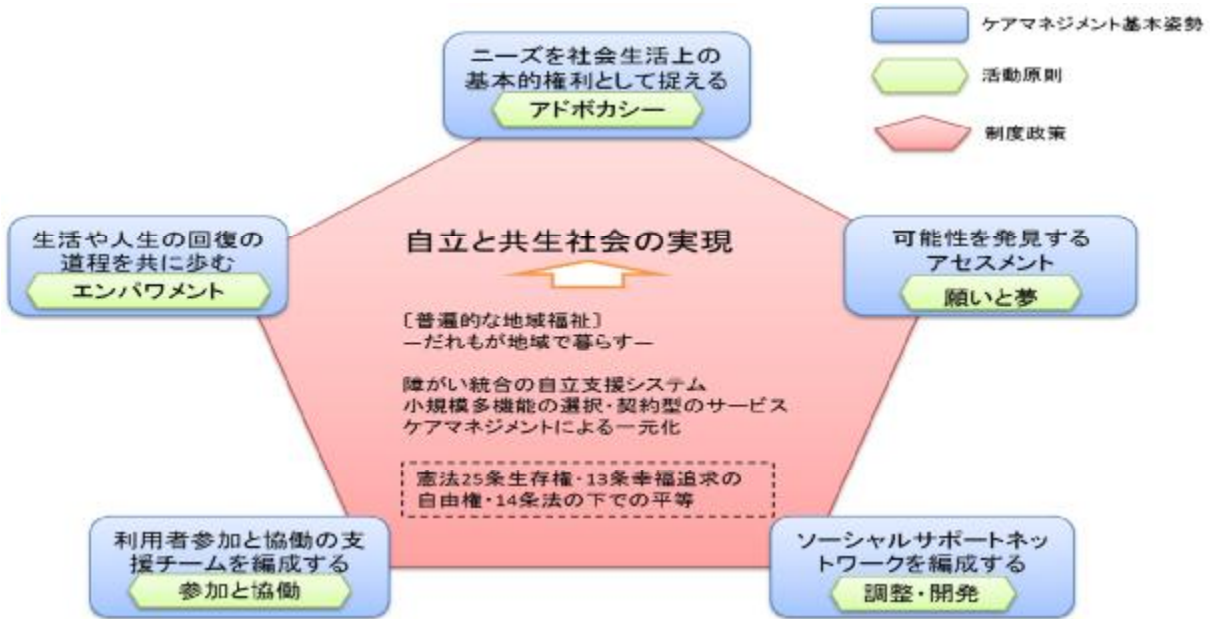 ケアマネジメント基本姿勢
活動原則
制度政策
ニーズを社会生活上の
基本的権利として捉える
アドボカシー
生活や人生の回復の
道程を共に歩む
エンパワメント
可能性を発見する
アセスメント
願いと夢
自立と共生社会の実現
〔普遍的な地域福祉〕
―だれもが地域で暮らす―
障がい統合の自立支援システム
小規模多機能の選択・契約型のサービス
ケアマネジメントによる一元化
憲法25条生存権・13条幸福追求の
自由権・14条法の下での平等
利用者参加と協働の支
援チームを編成する
参加と協働
ソーシャルサポートネッ
トワークを編成する
調整・開発